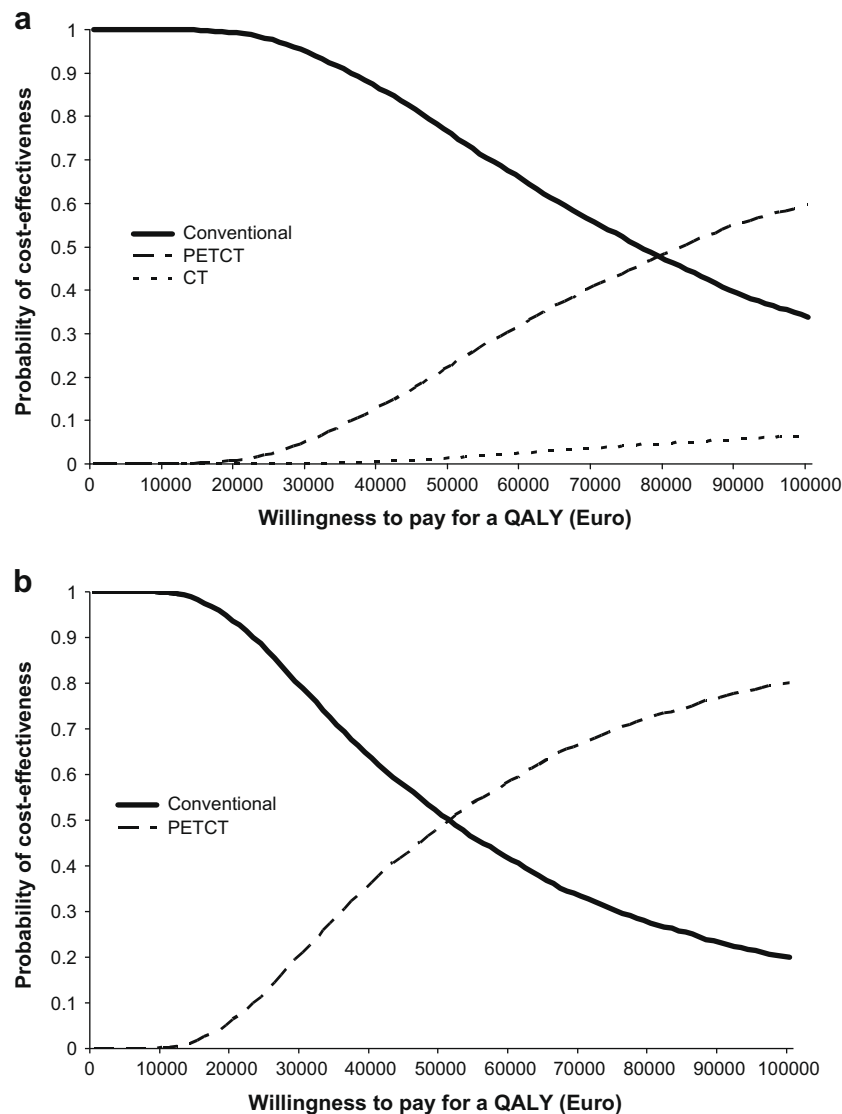 a
1
0.9
0.8
0.7
0.6
0.5
0.4
0.3
0.2
0.1
0
Probability of cost-effectiveness
Conventional
PETCT
CT
0 10000 20000 30000 40000 50000 60000 70000 80000 90000 100000
Willingness to pay for a QALY (Euro)
b
1
0.9
0.8
0.7
0.6
0.5
0.4
0.3
0.2
0.1
0
Probability of cost-effectiveness
Conventional
PETCT
0 10000 20000 30000 40000 50000 60000 70000 80000 90000 100000
Willingness to pay for a QALY (Euro)